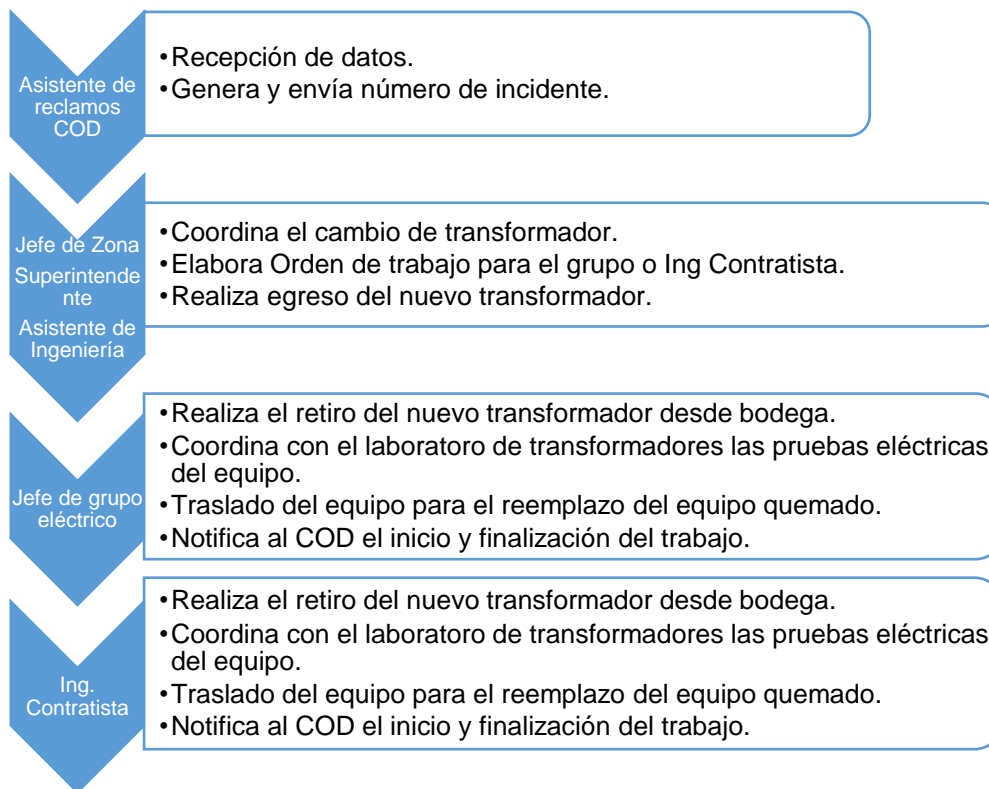 Asistente de
reclamos
COD
•Recepción de datos.
•Genera y envía número de incidente.
Jefe de Zona
Superintende
nte
Asistente de
Ingeniería
•Coordina el cambio de transformador.
•Elabora Orden de trabajo para el grupo o Ing Contratista.
•Realiza egreso del nuevo transformador.
Jefe de grupo
eléctrico
•Realiza el retiro del nuevo transformador desde bodega.
•Coordina con el laboratoro de transformadores las pruebas eléctricas
del equipo.
•Traslado del equipo para el reemplazo del equipo quemado.
•Notifica al COD el inicio y finalización del trabajo.
Ing.
Contratista
•Realiza el retiro del nuevo transformador desde bodega.
•Coordina con el laboratoro de transformadores las pruebas eléctricas
del equipo.
•Traslado del equipo para el reemplazo del equipo quemado.
•Notifica al COD el inicio y finalización del trabajo.